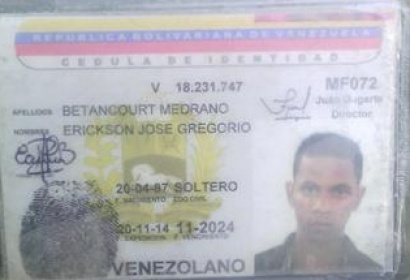 REPUBLICA BOLIVARIANA DE VENEZUELA
CEDULA DE IDENTIDAD
V 18.231.747 MF072
Juan Dugarte
Director
APELLIDOS BETANCOURT MEDRANO
NOMBRES ERICKSON JOSE GREGORIO
20-04-87 SOLTERO
F. NACIMIENTO EDO CIVIL
20-11-14 11-2024
F. EXPEDICION F. VENCIMIENTO
VENEZOLANO